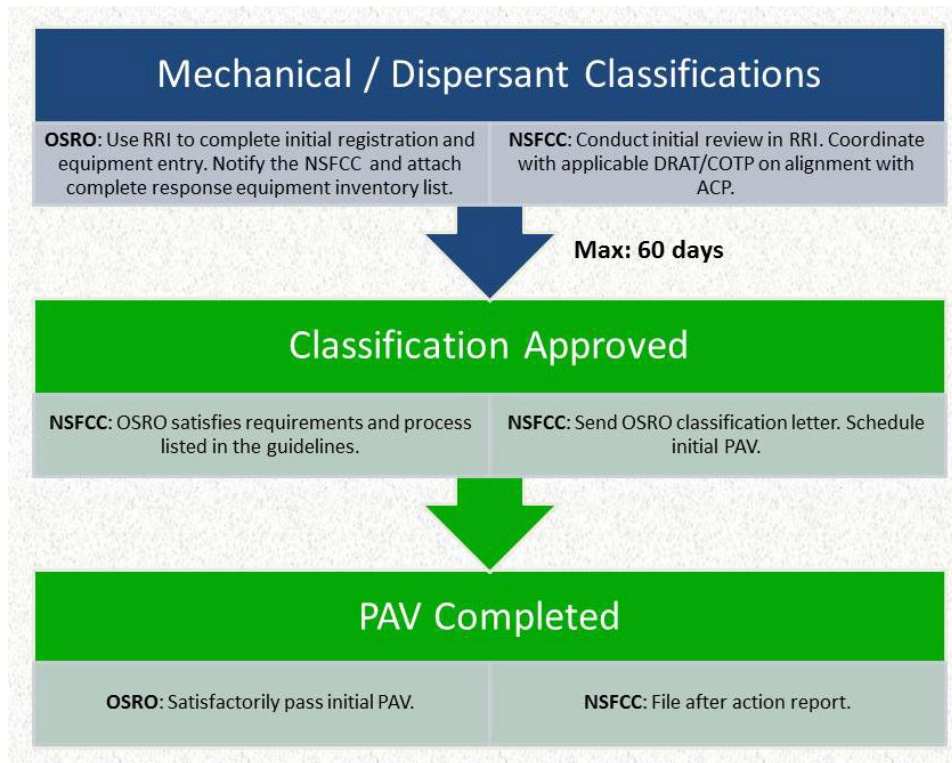 Mechanical / Dispersant Classifications
OSRO: Use RRI to complete initial registration and
equipment entry. Notify the NSFCC and attach
complete response equipment inventory list.
NSFCC: Conduct initial review in RRI. Coordinate
with applicable DRAT/COTP on alignment with
ACP.
Max: 60 days
Classification Approved
NSFCC: OSRO satisfies requirements and process
listed in the guidelines.
NSFCC: Send OSRO classification letter. Schedule
initial PAV.
PAV Completed
OSRO: Satisfactorily pass initial PAV.
NSFCC: File after action report.